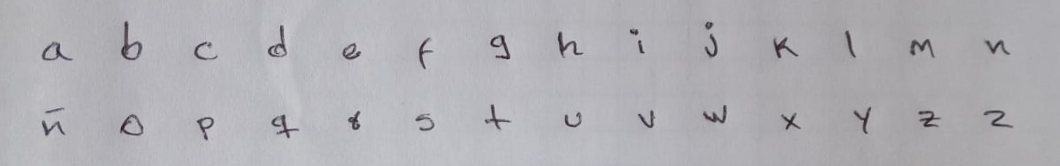 a b c d e f g h i j k l m n
ñ o p q r s t u v w x y z z